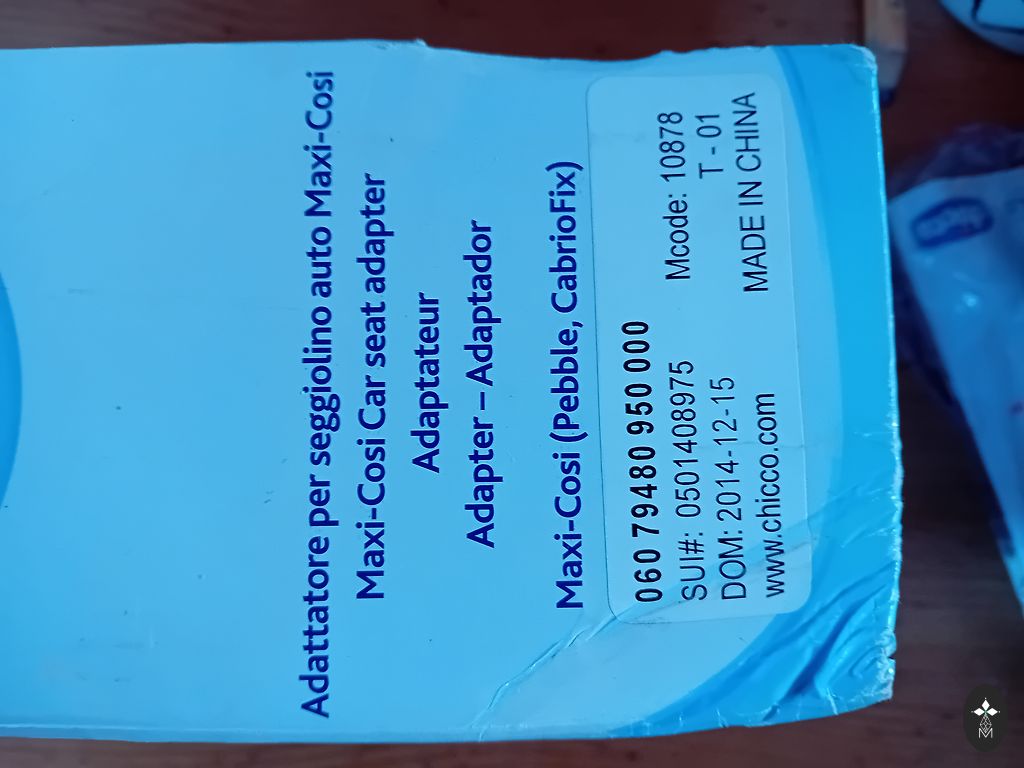 Adattatore per seggiolino auto Maxi-Cosi
Maxi-Cosi Car seat adapter
Adaptateur
Adapter – Adaptador
Maxi-Cosi (Pebble, CabrioFix)
060 79480 950 000
SUI#: 0501408975 Mcode: 10878
DOM: 2014-12-15 T - 01
www.chicco.com MADE IN CHINA